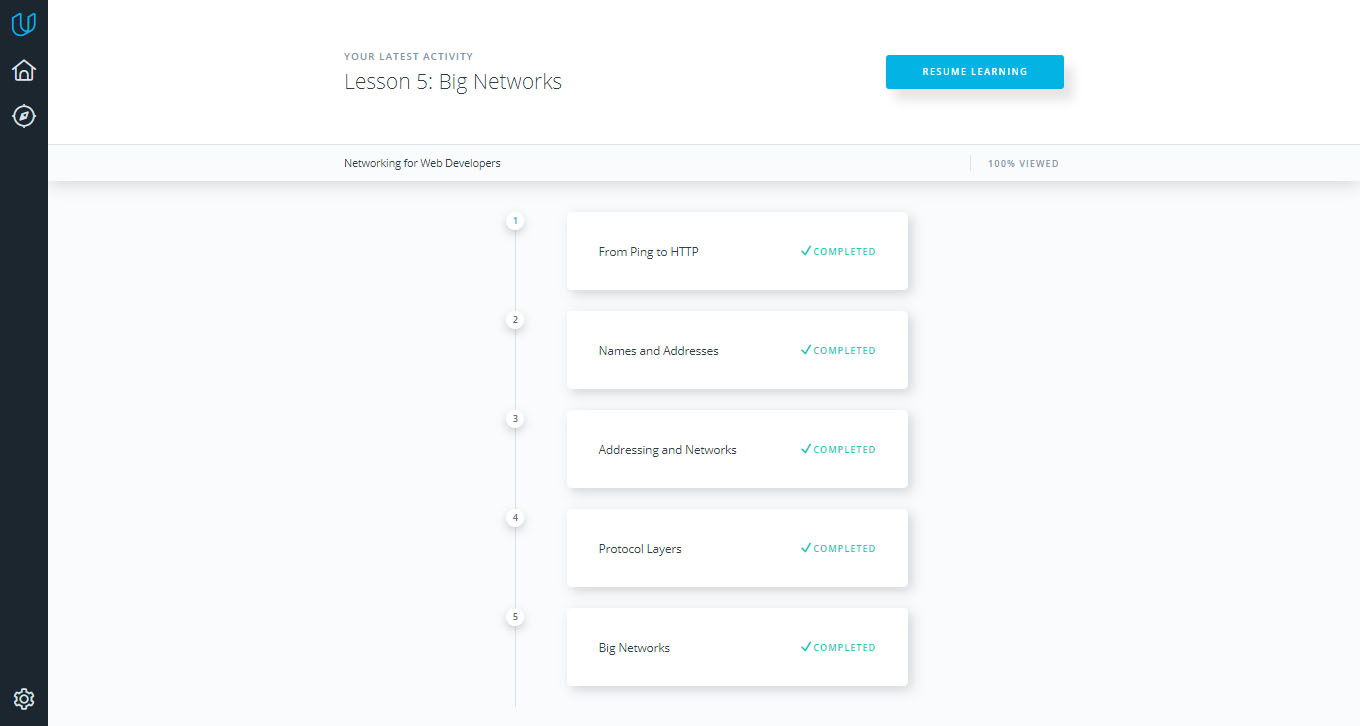 YOUR LATEST ACTIVITY
Lesson 5: Big Networks
RESUME LEARNING
Networking for Web Developers
100% VIEWED
1
From Ping to HTTP
COMPLETED
2
Names and Addresses
COMPLETED
3
Addressing and Networks
COMPLETED
4
Protocol Layers
COMPLETED
5
Big Networks
COMPLETED